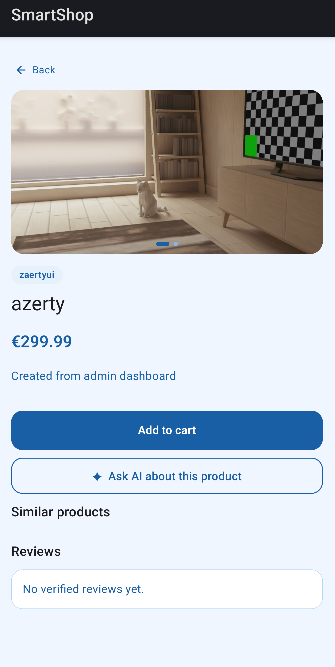 SmartShop
Back
zaertyui
azerty
€299.99
Created from admin dashboard
Add to cart
Ask AI about this product
Similar products
Reviews
No verified reviews yet.